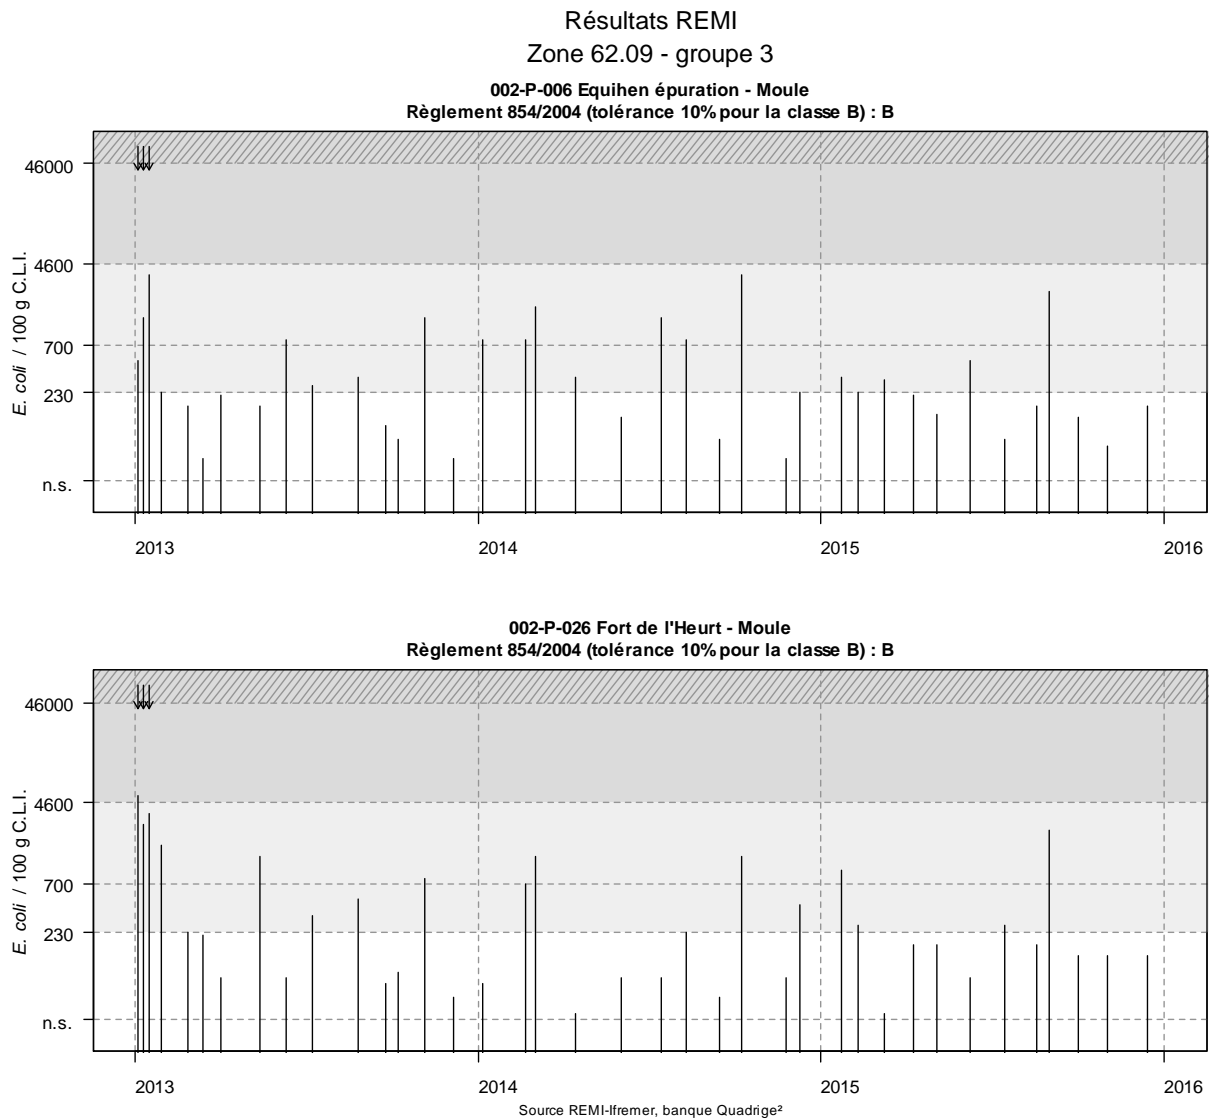 Résultats REMI
Zone 62.09 - groupe 3
002-P-006 Equihen épuration - Moule
Règlement 854/2004 (tolérance 10% pour la classe B) : B
46000
4600
700
230
n.s.
E. coli / 100 g C.L.I.
2013 2014 2015 2016
002-P-026 Fort de l'Heurt - Moule
Règlement 854/2004 (tolérance 10% pour la classe B) : B
46000
4600
700
230
n.s.
E. coli / 100 g C.L.I.
2013 2014 2015 2016
Source REMI-Ifremer, banque Quadrige²